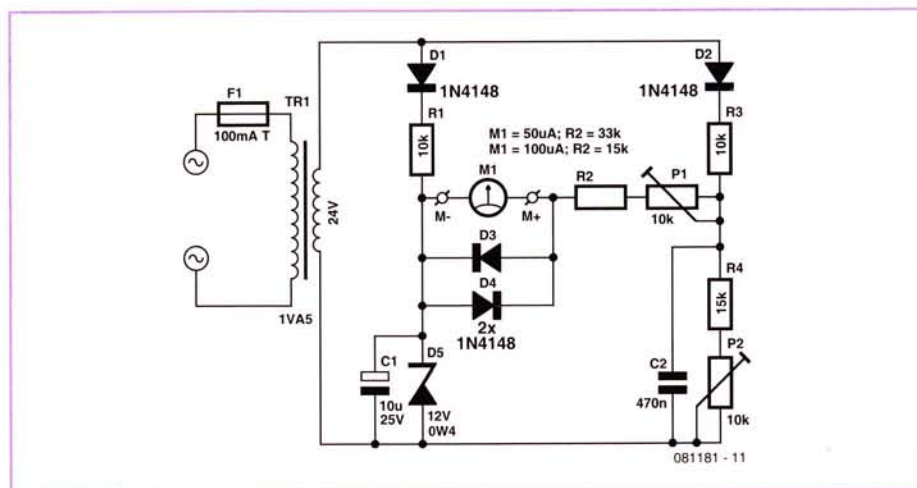 F1
100mA T
TR1
24V
1VA5
D1
1N4148
R1
10k
M1 = 50uA; R2 = 33k
M1 = 100uA; R2 = 15k
M1
M-
M+
D3
D4
2x
1N4148
C1
10u
25V
D5
12V
0W4
R2
P1
10k
D2
1N4148
R3
10k
R4
15k
P2
10k
C2
470n
081181 - 11